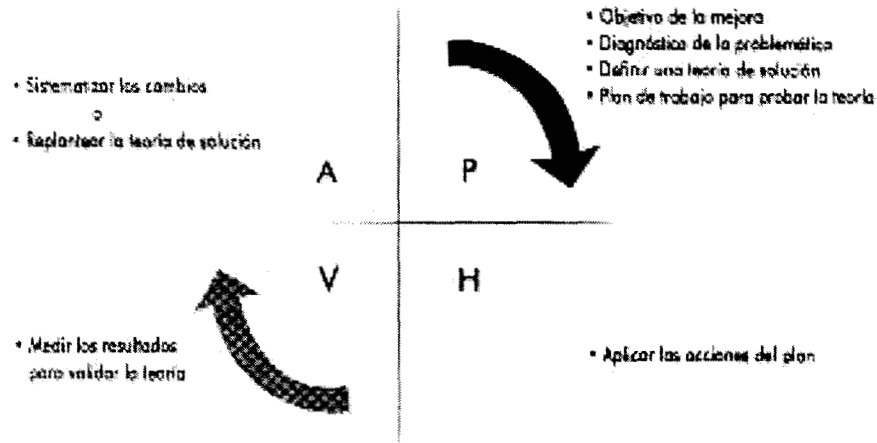 • Objetivo de la mejora
• Diagnóstico de la problemática
• Definir una teoría de solución
• Plan de trabajo para probar la teoría
• Sistematizar los cambios
o
• Replantear la teoría de solución
A
P
V
H
• Medir los resultados
para validar la teoría
• Aplicar las acciones del plan